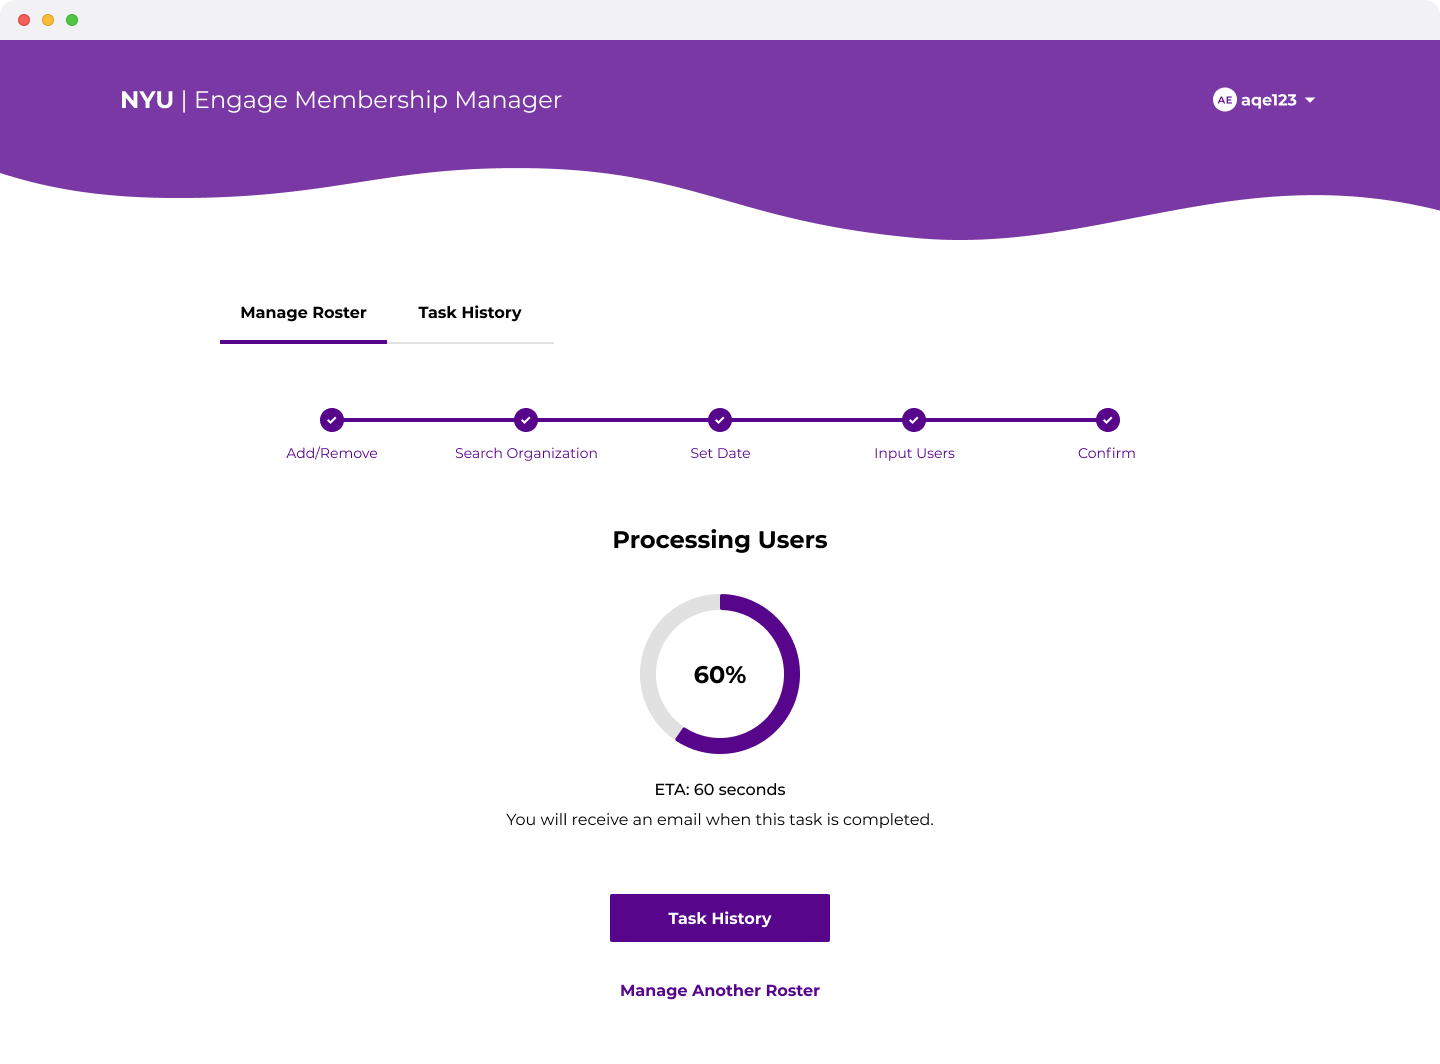 NYU | Engage Membership Manager
AE aqe123
Manage Roster Task History
Add/Remove Search Organization Set Date Input Users Confirm
Processing Users
60%
ETA: 60 seconds
You will receive an email when this task is completed.
Task History
Manage Another Roster